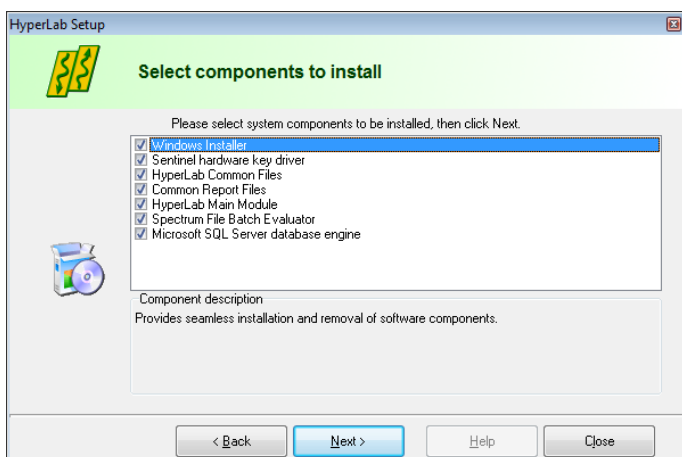 HyperLab Setup
Select components to install
Please select system components to be installed, then click Next.
Windows Installer
Sentinel hardware key driver
HyperLab Common Files
Common Report Files
HyperLab Main Module
Spectrum File Batch Evaluator
Microsoft SQL Server database engine
Component description
Provides seamless installation and removal of software components.
< Back Next > Help Close